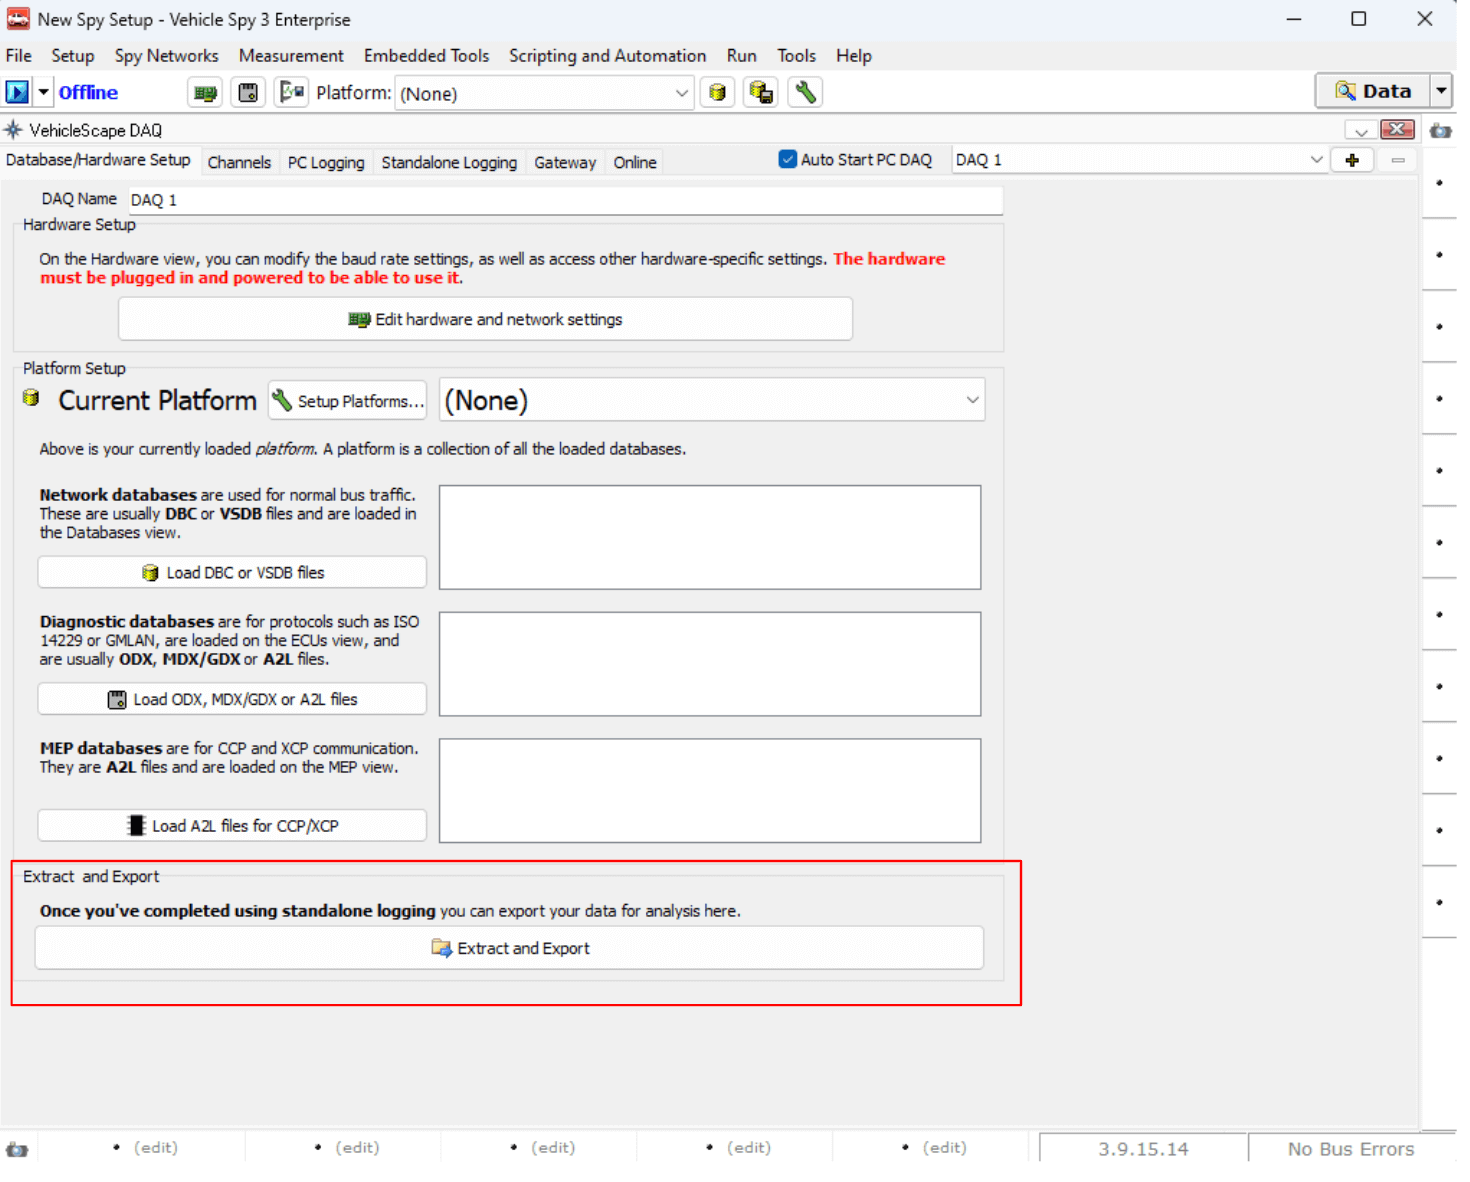 New Spy Setup - Vehicle Spy 3 Enterprise
File Setup Spy Networks Measurement Embedded Tools Scripting and Automation Run Tools Help
Offline Platform: (None) Data
VehicleScape DAQ
Database/Hardware Setup Channels PC Logging Standalone Logging Gateway Online Auto Start PC DAQ DAQ 1
DAQ Name DAQ 1
Hardware Setup
On the Hardware view, you can modify the baud rate settings, as well as access other hardware-specific settings. The hardware
must be plugged in and powered to be able to use it.
Edit hardware and network settings
Platform Setup
Current Platform Setup Platforms... (None)
Above is your currently loaded platform. A platform is a collection of all the loaded databases.
Network databases are used for normal bus traffic.
These are usually DBC or VSDB files and are loaded in
the Databases view.
Load DBC or VSDB files
Diagnostic databases are for protocols such as ISO
14229 or GMLAN, are loaded on the ECUs view, and
are usually ODX, MDX/GDX or A2L files.
Load ODX, MDX/GDX or A2L files
MEP databases are for CCP and XCP communication.
They are A2L files and are loaded on the MEP view.
Load A2L files for CCP/XCP
Extract and Export
Once you've completed using standalone logging you can export your data for analysis here.
Extract and Export
(edit) (edit) (edit) (edit) (edit) 3.9.15.14 No Bus Errors